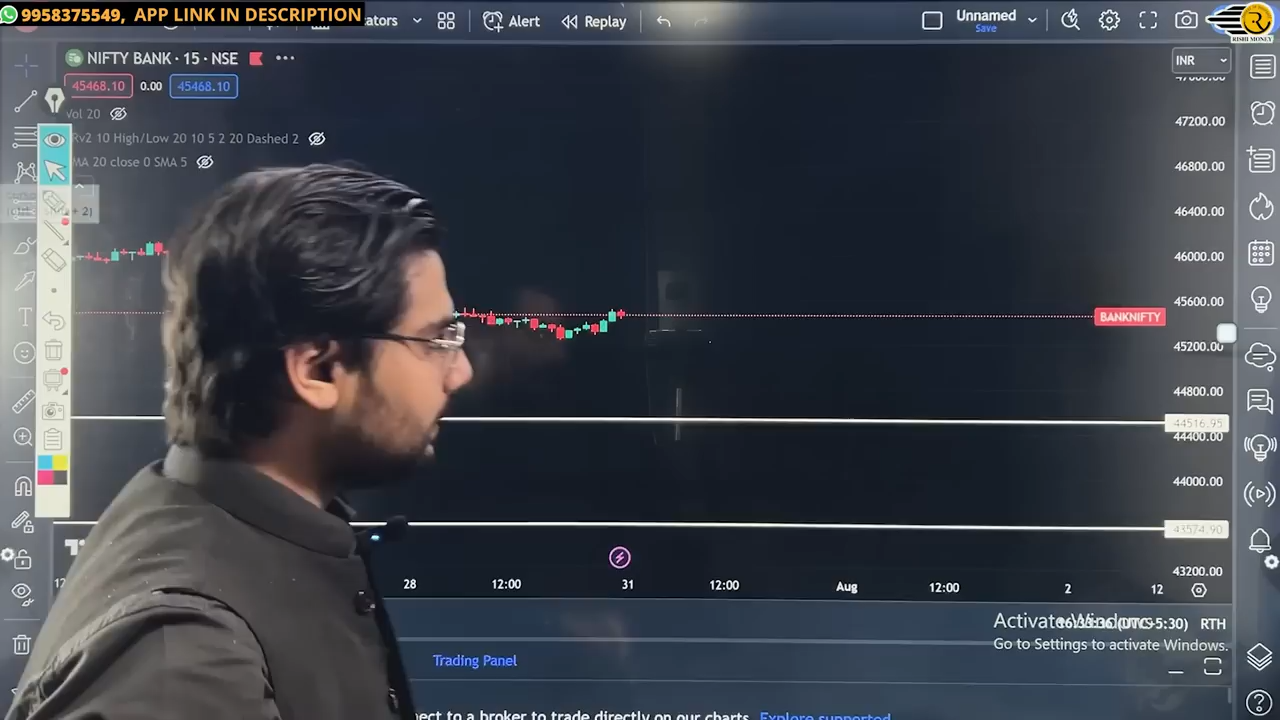 9958375549, APP LINK IN DESCRIPTION
Alert
Replay
Unnamed
Save
RISHI MONEY
NIFTY BANK · 15 · NSE
INR
45468.10 0.00 45468.10
Vol 20
Rv2 10 High/Low 20 10 5 2 20 Dashed 2
MA 20 close 0 SMA 5
47200.00
46800.00
46400.00
46000.00
45600.00
BANKNIFTY
45200.00
44800.00
44516.95
44400.00
44000.00
43574.90
43200.00
28 12:00 31 12:00 Aug 12:00 2 12
(UTC+5:30) RTH
Activate Windows
Go to Settings to activate Windows.
Trading Panel
to a broker to trade directly on our charts. Explore supported